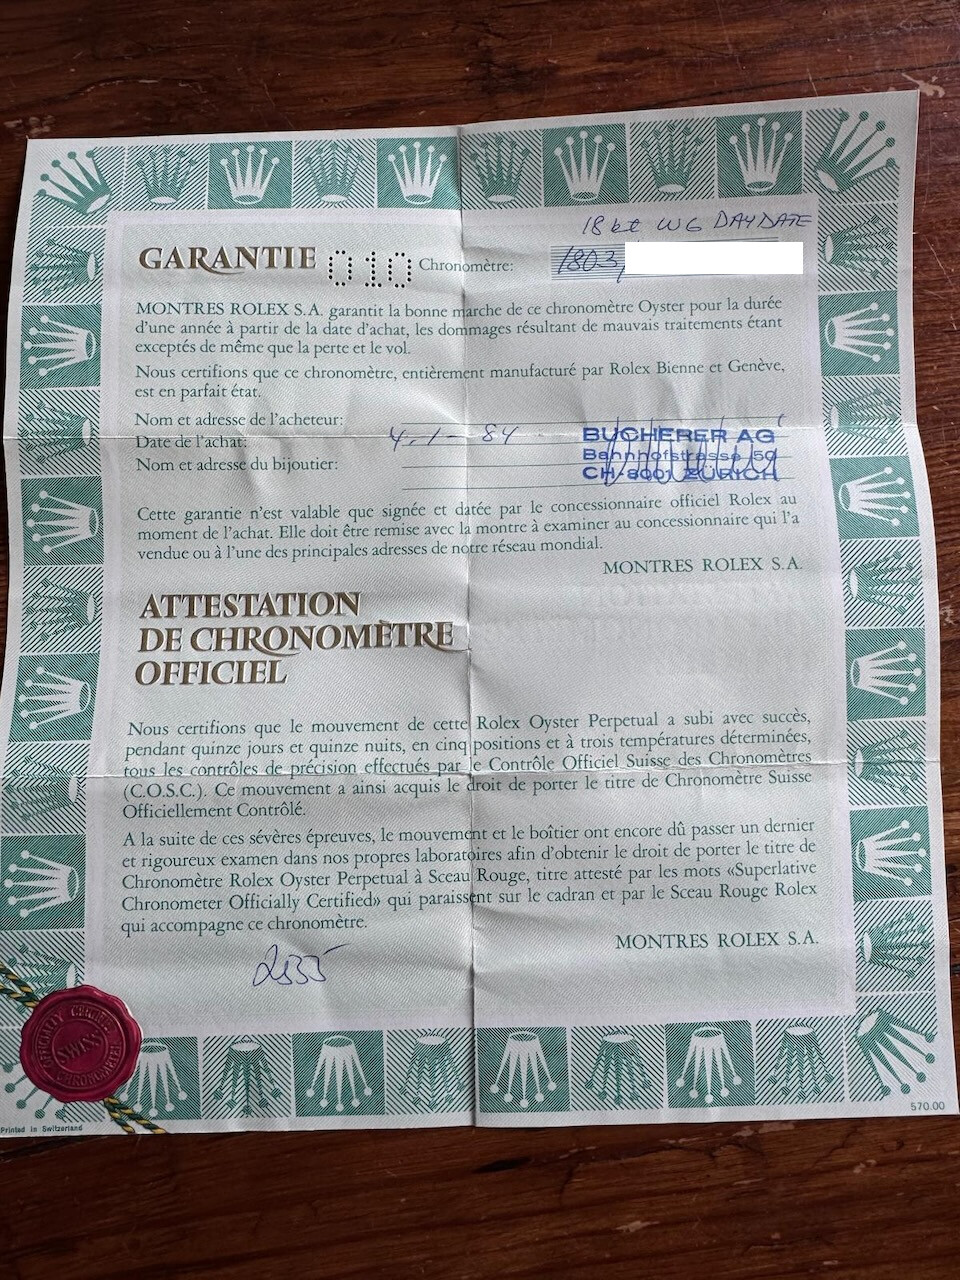 18 kt WG DAYDATE
GARANTIE 010 Chronomètre: 1803/
MONTRES ROLEX S.A. garantit la bonne marche de ce chronomètre Oyster pour la durée
d'une année à partir de la date d'achat, les dommages résultant de mauvais traitements étant
exceptés de même que la perte et le vol.
Nous certifions que ce chronomètre, entièrement manufacturé par Rolex Bienne et Genève,
est en parfait état.
Nom et adresse de l'acheteur:
Date de l'achat: 4.1-84
Nom et adresse du bijoutier:
BUCHERER AG
Bahnhofstrasse 50
CH-8001 ZÜRICH
Cette garantie n'est valable que signée et datée par le concessionnaire officiel Rolex au
moment de l'achat. Elle doit être remise avec la montre à examiner au concessionnaire qui l'a
vendue ou à l'une des principales adresses de notre réseau mondial.
MONTRES ROLEX S.A.
ATTESTATION
DE CHRONOMÈTRE
OFFICIEL
Nous certifions que le mouvement de cette Rolex Oyster Perpetual a subi avec succès,
pendant quinze jours et quinze nuits, en cinq positions et à trois températures déterminées,
tous les contrôles de précision effectués par le Contrôle Officiel Suisse des Chronomètres
(C.O.S.C.). Ce mouvement a ainsi acquis le droit de porter le titre de Chronomètre Suisse
Officiellement Contrôlé.
A la suite de ces sévères épreuves, le mouvement et le boîtier ont encore dû passer un dernier
et rigoureux examen dans nos propres laboratoires afin d'obtenir le droit de porter le titre de
Chronomètre Rolex Oyster Perpetual à Sceau Rouge, titre attesté par les mots «Superlative
Chronometer Officially Certified» qui paraissent sur le cadran et par le Sceau Rouge Rolex
qui accompagne ce chronomètre.
MONTRES ROLEX S.A.
OFFICIALLY CERTIFIED
SWISS
CHRONOMETER
570.00
Printed in Switzerland